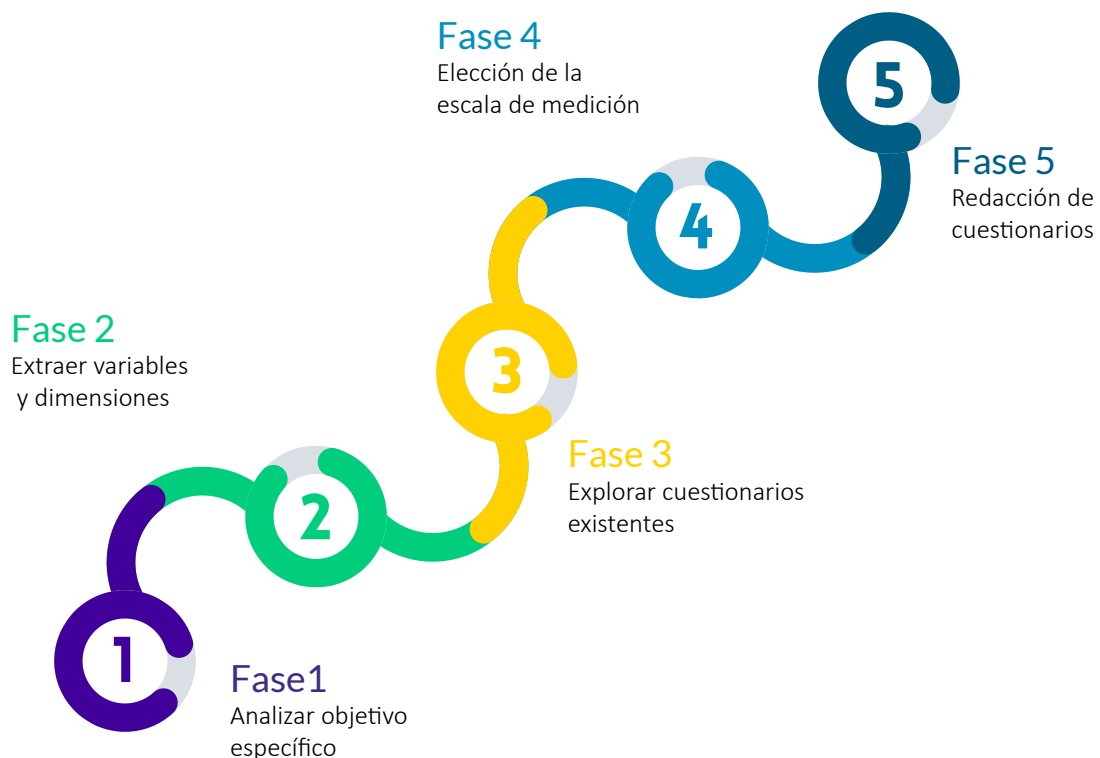 Fase 4
Elección de la
escala de medición
5
Fase 5
Redacción de
cuestionarios
4
Fase 2
Extraer variables
y dimensiones
3
Fase 3
Explorar cuestionarios
existentes
2
1
Fase1
Analizar objetivo
específico